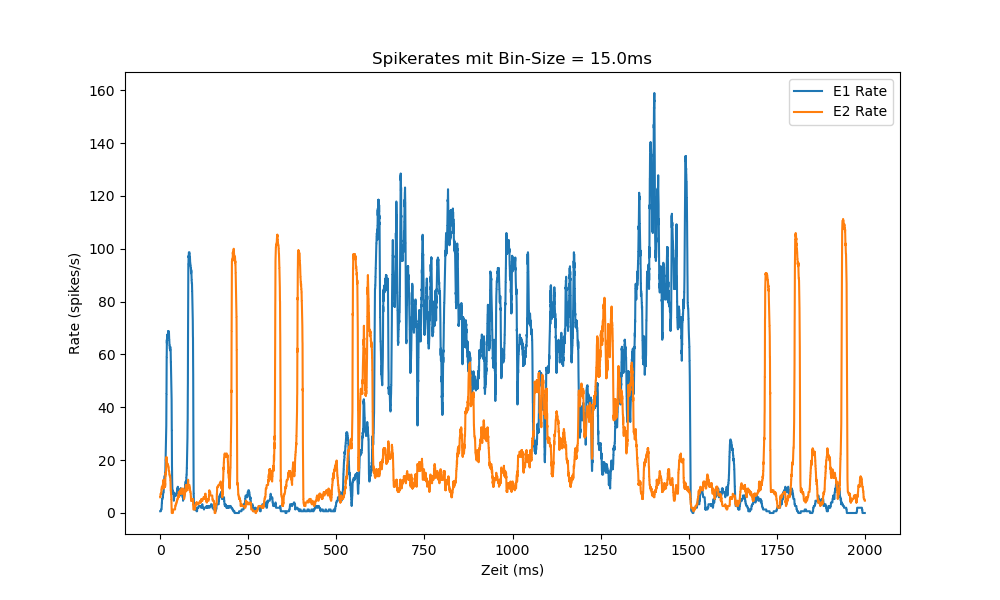 Spikerates mit Bin-Size = 15.0ms
E1 Rate
E2 Rate
Rate (spikes/s)
160
140
120
100
80
60
40
20
0
0 250 500 750 1000 1250 1500 1750 2000
Zeit (ms)